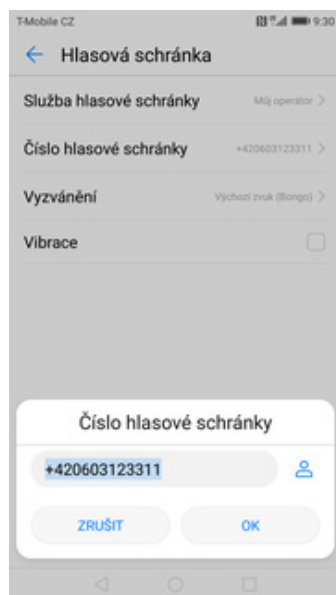 T-Mobile CZ 9:30
Hlasová schránka
Služba hlasové schránky Můj operátor
Číslo hlasové schránky +420603123311
Vyzvánění Výchozí zvuk (Bongo)
Vibrace
Číslo hlasové schránky
+420603123311
ZRUŠIT OK